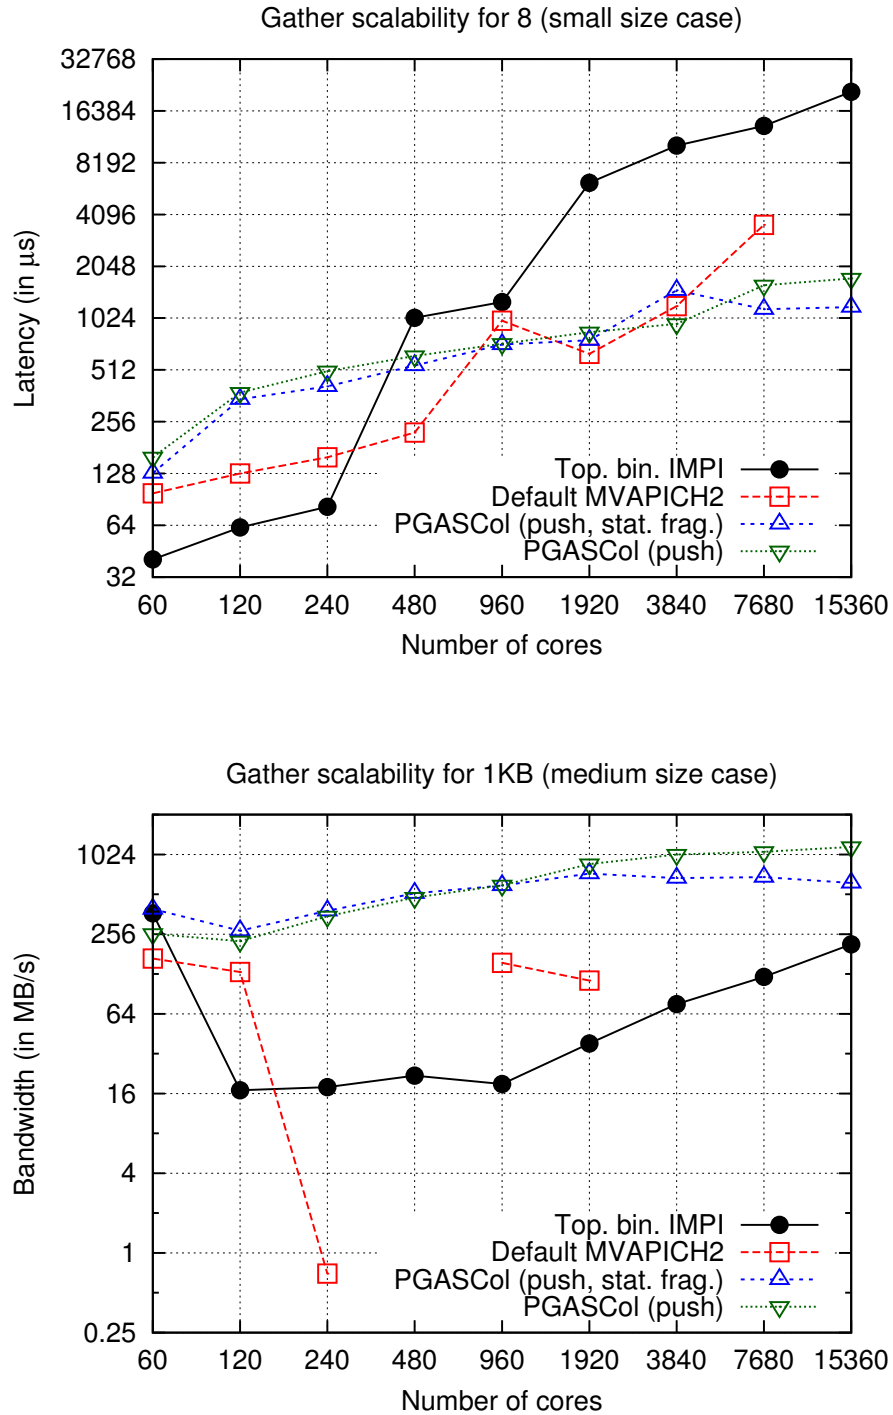 Gather scalability for 8 (small size case)
32768
16384
8192
4096
2048
1024
512
256
128
64
32
Latency (in µs)
Top. bin. IMPI
Default MVAPICH2
PGASCol (push, stat. frag.)
PGASCol (push)
60 120 240 480 960 1920 3840 7680 15360
Number of cores
Gather scalability for 1KB (medium size case)
1024
256
64
16
4
1
0.25
Bandwidth (in MB/s)
Top. bin. IMPI
Default MVAPICH2
PGASCol (push, stat. frag.)
PGASCol (push)
60 120 240 480 960 1920 3840 7680 15360
Number of cores